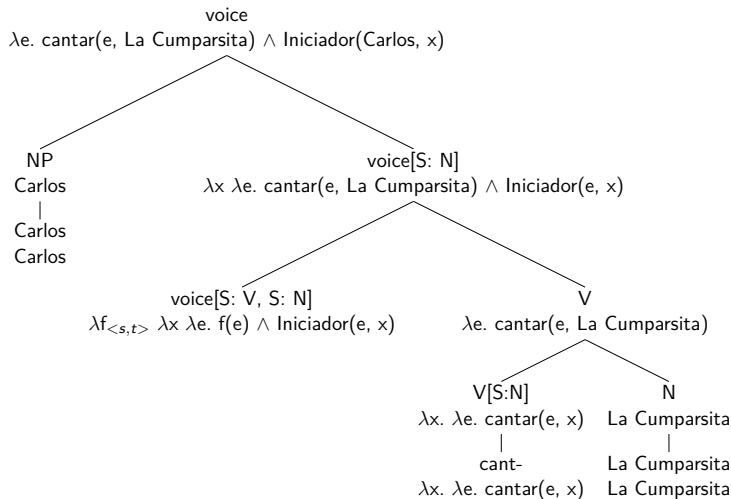 voice
λe. cantar(e, La Cumparsita) ∧ Iniciador(Carlos, x)
NP
Carlos
Carlos
Carlos
voice[S: N]
λx λe. cantar(e, La Cumparsita) ∧ Iniciador(e, x)
voice[S: V, S: N]
λf<s,t> λx λe. f(e) ∧ Iniciador(e, x)
V
λe. cantar(e, La Cumparsita)
V[S:N]
λx. λe. cantar(e, x)
cant-
λx. λe. cantar(e, x)
N
La Cumparsita
La Cumparsita
La Cumparsita